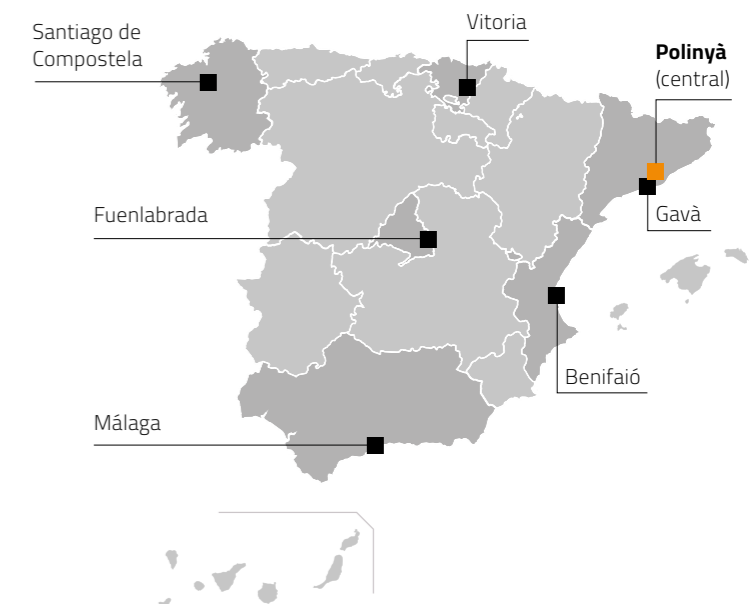 Santiago de
Compostela
Vitoria
Polinyà
(central)
Fuenlabrada
Gavà
Benifaió
Málaga